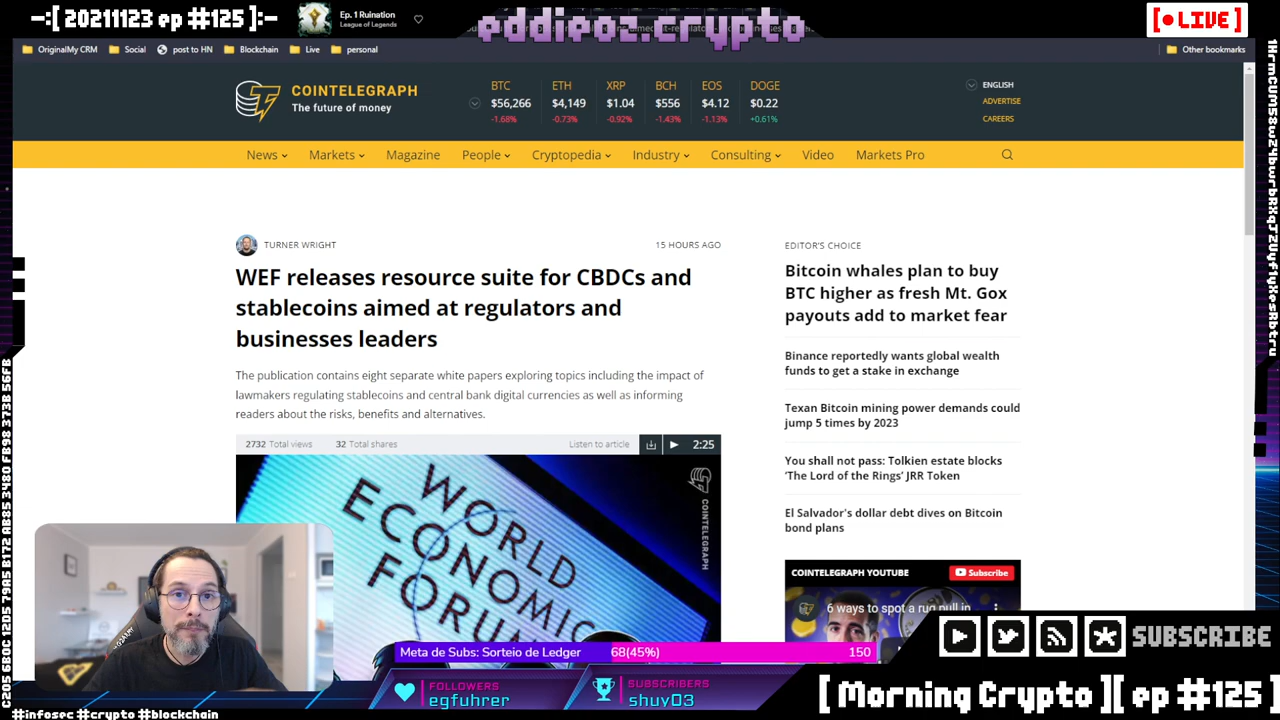 -:[ 20211123 ep #125 ]:-
Ep. 1 Ruination
League of Legends
eddieoz.crypto
[● LIVE]
OriginalMy CRM
Social
post to HN
Blockchain
Live
personal
Other bookmarks
COINTELEGRAPH
The future of money
BTC
$56,266
-1.68%
ETH
$4,149
-0.73%
XRP
$1.04
-0.92%
BCH
$556
-1.43%
EOS
$4.12
-1.13%
DOGE
$0.22
+0.61%
ENGLISH
ADVERTISE
CAREERS
News
Markets
Magazine
People
Cryptopedia
Industry
Consulting
Video
Markets Pro
TURNER WRIGHT
15 HOURS AGO
WEF releases resource suite for CBDCs and
stablecoins aimed at regulators and
businesses leaders
The publication contains eight separate white papers exploring topics including the impact of
lawmakers regulating stablecoins and central bank digital currencies as well as informing
readers about the risks, benefits and alternatives.
2732 Total views
32 Total shares
Listen to article
2:25
WORLD
ECONOMIC
FORUM
COINTELEGRAPH
EDITOR'S CHOICE
Bitcoin whales plan to buy
BTC higher as fresh Mt. Gox
payouts add to market fear
Binance reportedly wants global wealth
funds to get a stake in exchange
Texan Bitcoin mining power demands could
jump 5 times by 2023
You shall not pass: Tolkien estate blocks
'The Lord of the Rings' JRR Token
El Salvador's dollar debt dives on Bitcoin
bond plans
COINTELEGRAPH YOUTUBE
Subscribe
6 ways to spot a rug pull in
Meta de Subs: Sorteio de Ledger
68(45%)
150
FOLLOWERS
egfuhrer
SUBSCRIBERS
shuy03
SUBSCRIBE
[ Morning Crypto ][ ep #125 ]
#infosec #crypto #blockchain